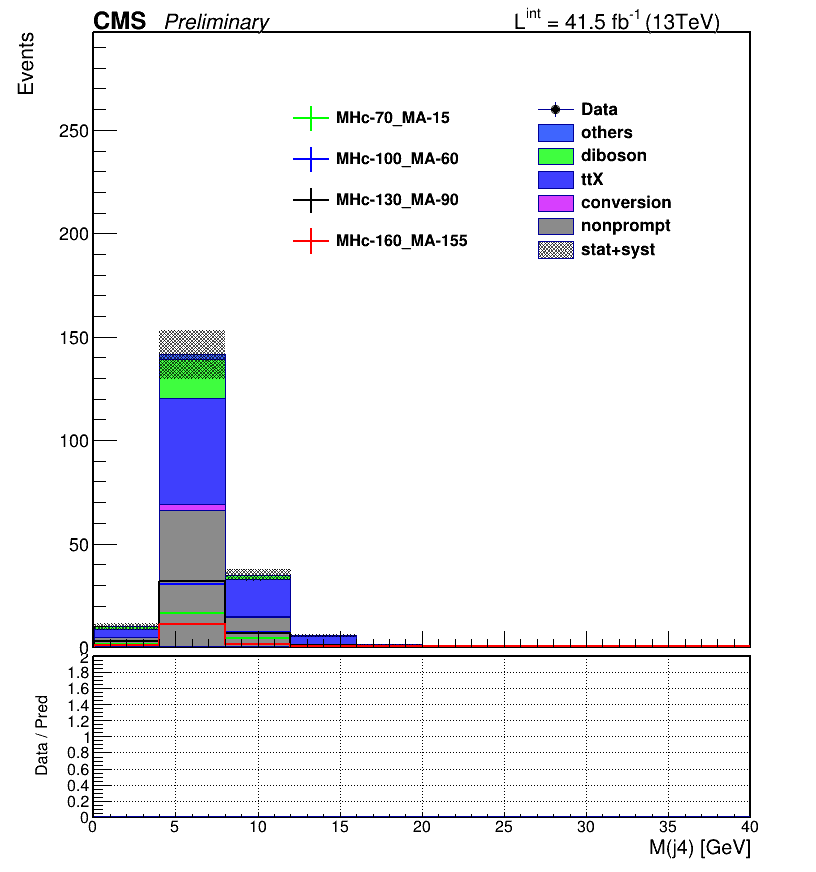 CMS Preliminary
L^int = 41.5 fb^-1 (13TeV)
Events
250
200
150
100
50
0
MHc-70_MA-15
MHc-100_MA-60
MHc-130_MA-90
MHc-160_MA-155
Data
others
diboson
ttX
conversion
nonprompt
stat+syst
Data / Pred
2
1.8
1.6
1.4
1.2
1
0.8
0.6
0.4
0.2
0
0 5 10 15 20 25 30 35 40
M(j4) [GeV]